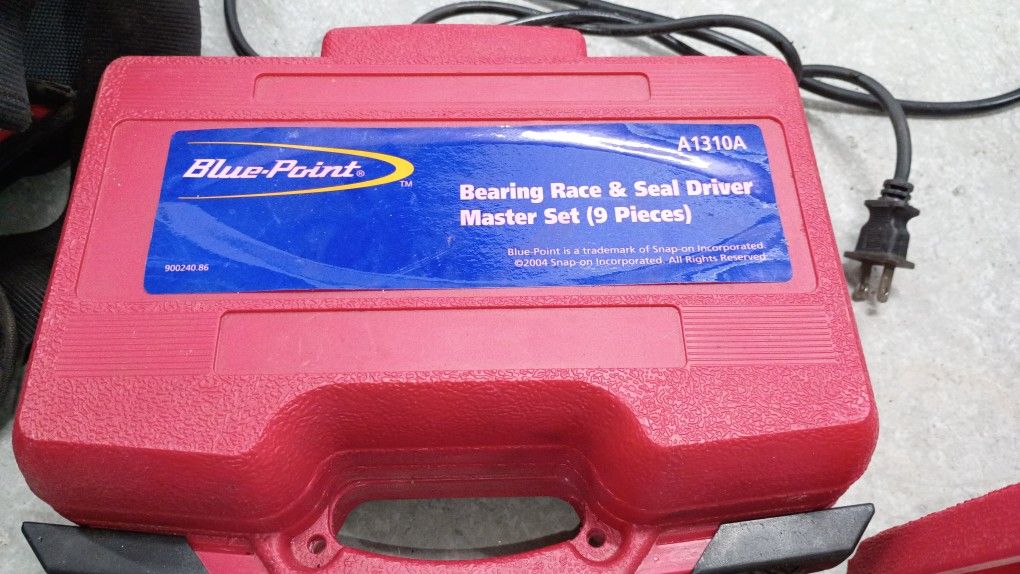 A1310A
Blue-Point®
TM
Bearing Race & Seal Driver
Master Set (9 Pieces)
Blue-Point is a trademark of Snap-on Incorporated.
©2004 Snap-on Incorporated. All Rights Reserved
900240.86